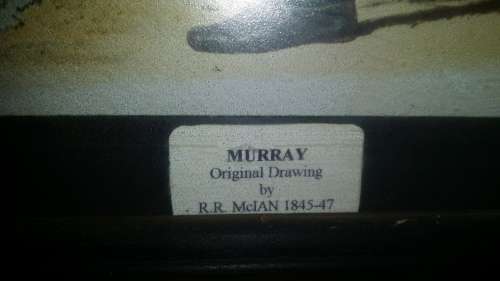 MURRAY
Original Drawing
by
R.R. McIAN 1845-47